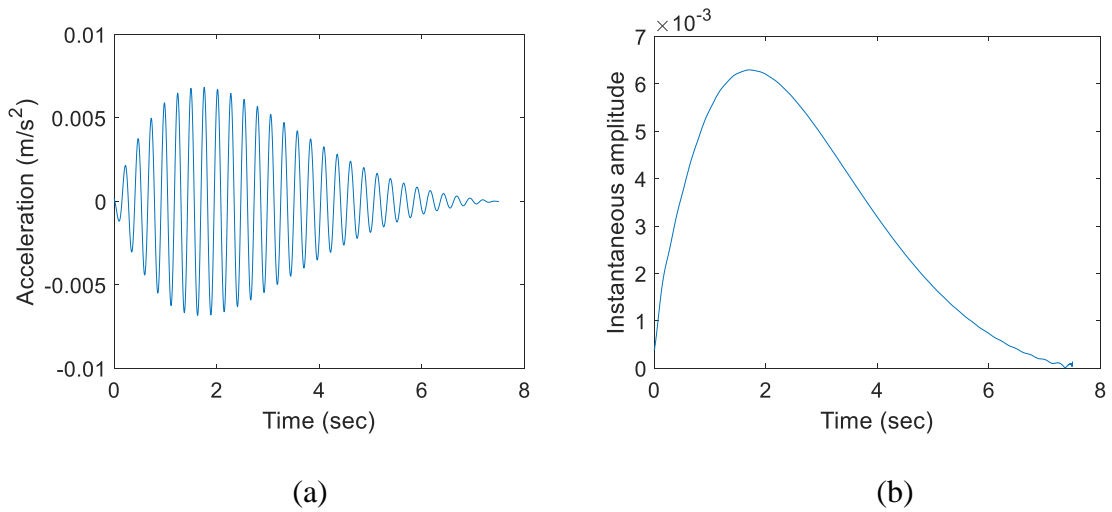 0.01
0.005
0
-0.005
-0.01
Acceleration (m/s²)
0 2 4 6 8
Time (sec)
(a)
7 ×10⁻³
6
5
4
3
2
1
0
Instantaneous amplitude
0 2 4 6 8
Time (sec)
(b)